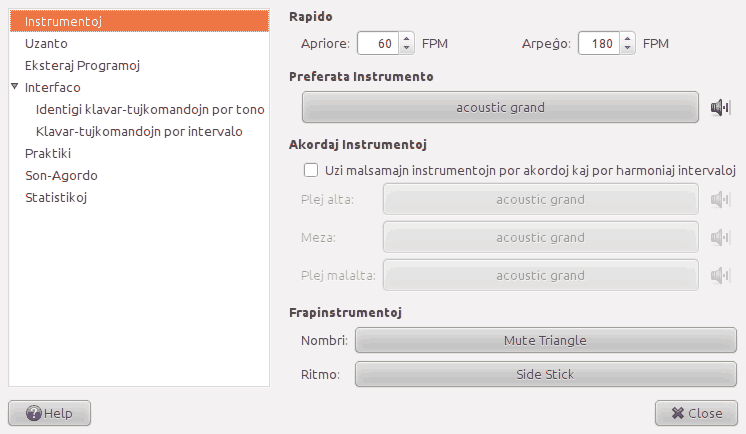 Instrumentoj
Uzanto
Eksteraj Programoj
Interfaco
Identigi klavar-tujkomandojn por tono
Klavar-tujkomandojn por intervalo
Praktiki
Son-Agordo
Statistikoj
Rapido
Apriore: 60 FPM Arpeĝo: 180 FPM
Preferata Instrumento
acoustic grand
Akordaj Instrumentoj
Uzi malsamajn instrumentojn por akordoj kaj por harmoniaj intervaloj
Plej alta: acoustic grand
Meza: acoustic grand
Plej malalta: acoustic grand
Frapinstrumentoj
Nombri: Mute Triangle
Ritmo: Side Stick
Help Close